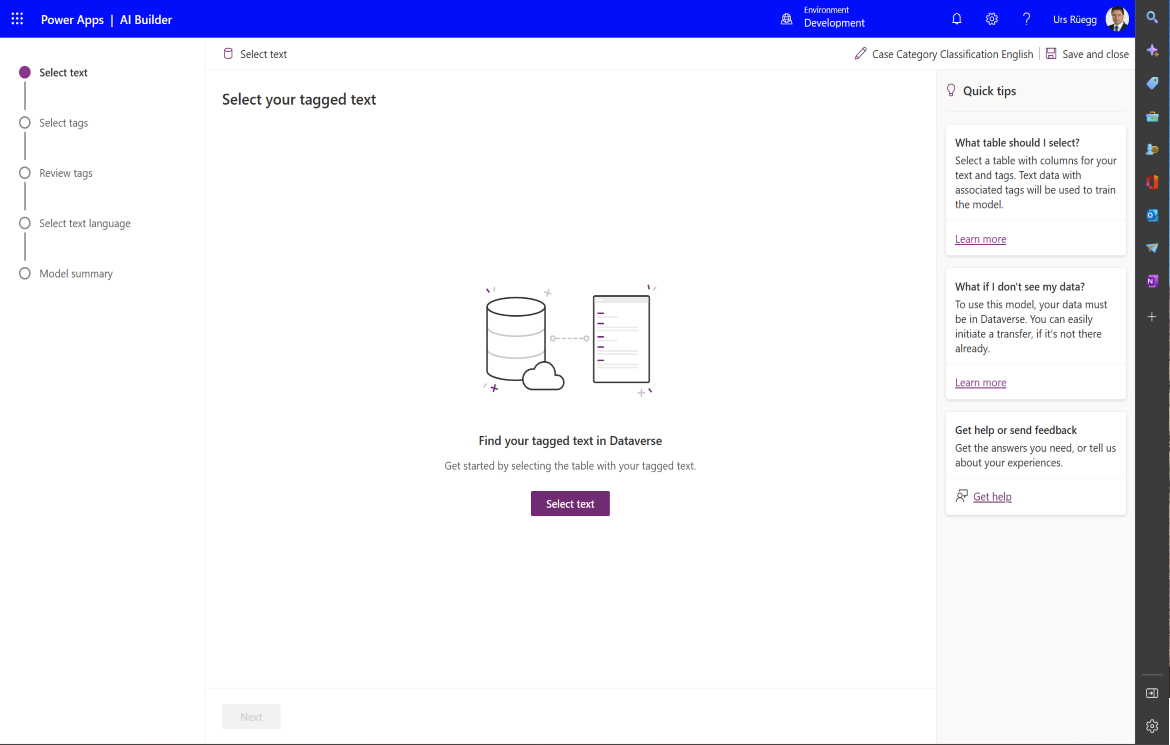 Power Apps | AI Builder
Environment
Development
Urs Rüegg
Select text
Case Category Classification English
Save and close
Select text
Select tags
Review tags
Select text language
Model summary
Select your tagged text
Find your tagged text in Dataverse
Get started by selecting the table with your tagged text.
Select text
Next
Quick tips
What table should I select?
Select a table with columns for your
text and tags. Text data with
associated tags will be used to train
the model.
Learn more
What if I don't see my data?
To use this model, your data must
be in Dataverse. You can easily
initiate a transfer, if it's not there
already.
Learn more
Get help or send feedback
Get the answers you need, or tell us
about your experiences.
Get help